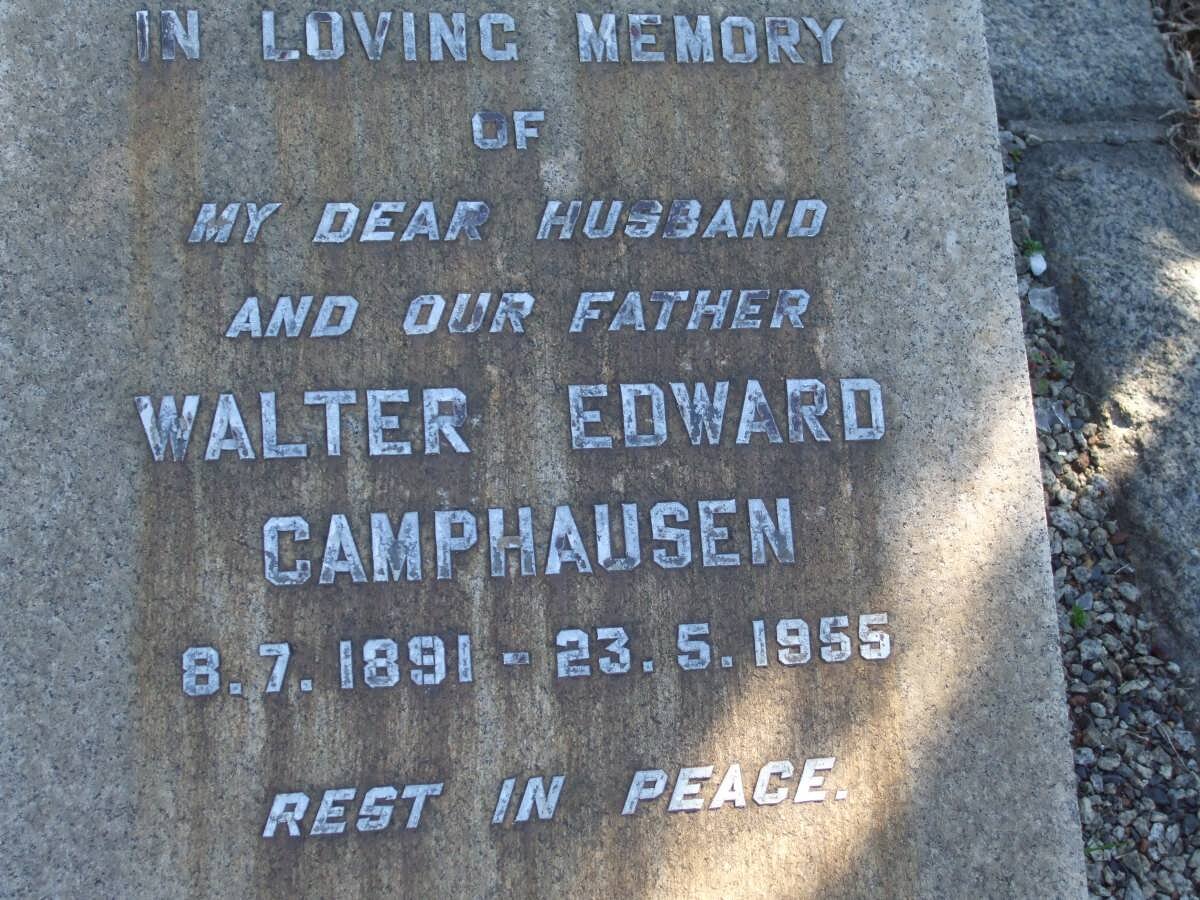 IN LOVING MEMORY
OF
MY DEAR HUSBAND
AND OUR FATHER
WALTER EDWARD
CAMPHAUSEN
8.7.1891 - 23.5.1955
REST IN PEACE.